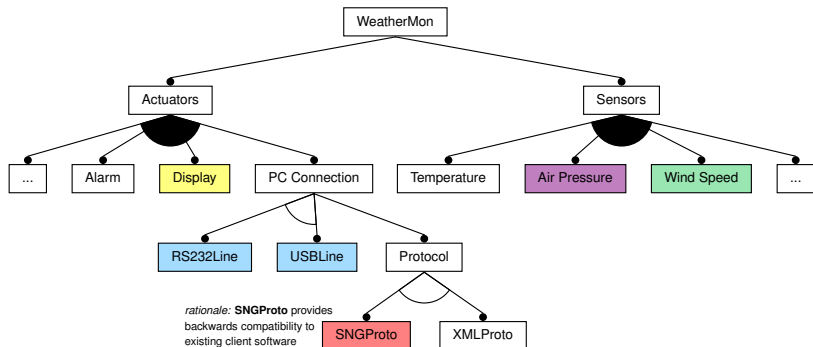 WeatherMon
Actuators
Sensors
...
Alarm
Display
PC Connection
Temperature
Air Pressure
Wind Speed
...
RS232Line
USBLine
Protocol
rationale: SNGProto provides
backwards compatibility to
existing client software
SNGProto
XMLProto